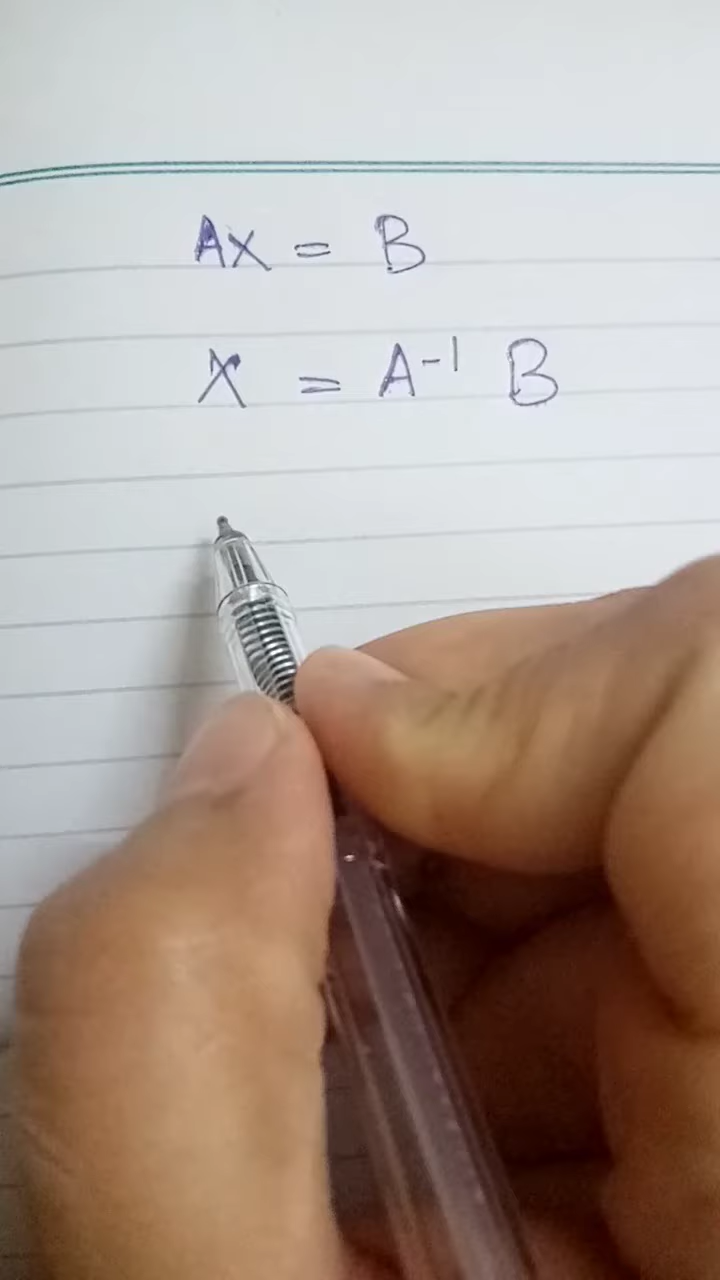 AX = B
X = A⁻¹ B